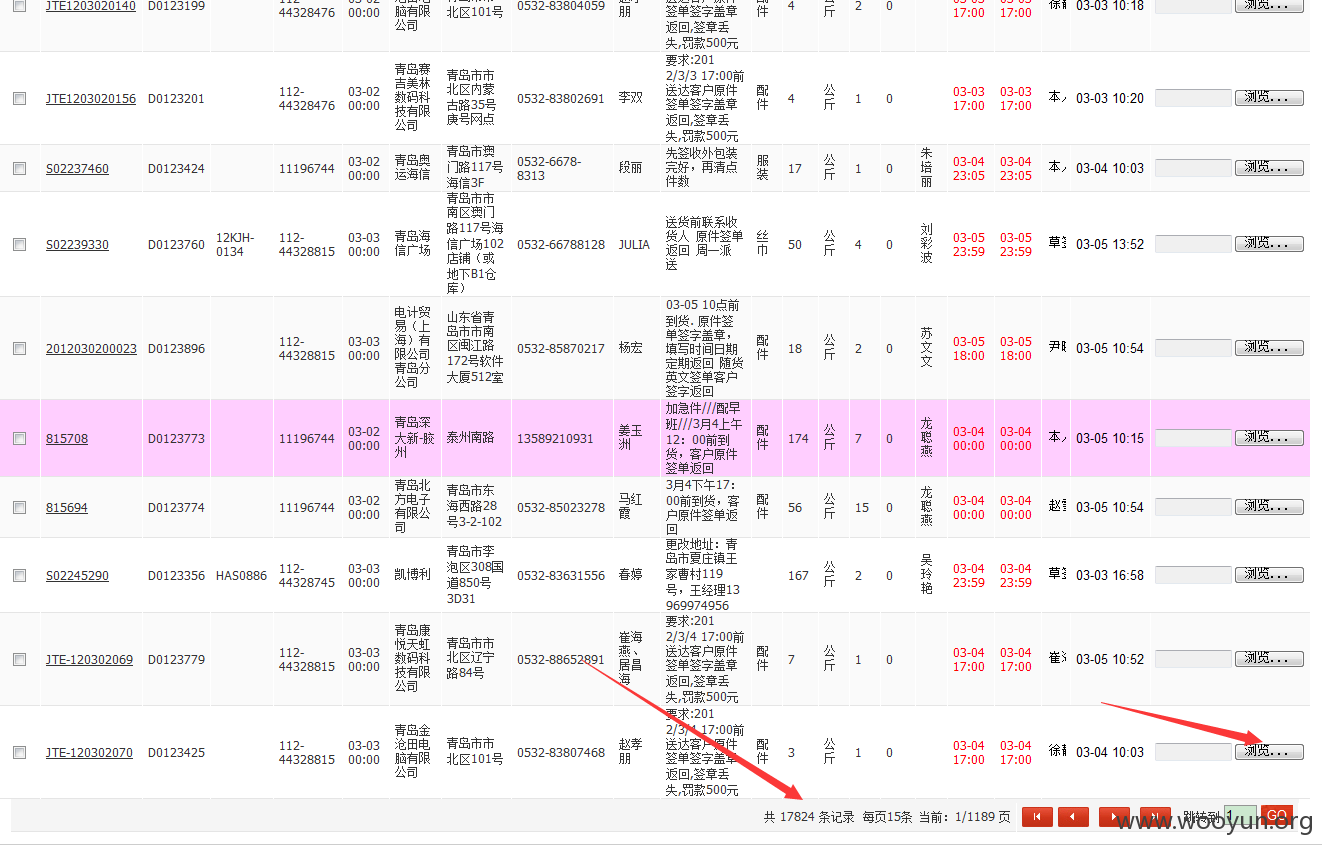 JTE1203020140 D0123199 112-44328476 03-02 00:00 沧田电脑有限公司 北区101号 0532-83804059 朋 签单签字盖章返回,签章丢失,罚款500元 配件 4 公斤 2 0 03-03 17:00 03-03 17:00 03-03 10:18 浏览...
JTE1203020156 D0123201 112-44328476 03-02 00:00 青岛赛吉美林数码科技有限公司 青岛市市北区内蒙古路35号庚号网点 0532-83802691 李双 要求:2012/3/3 17:00前送达客户原件签单签字盖章返回,签章丢失,罚款500元 配件 4 公斤 1 0 03-03 17:00 03-03 17:00 本人 03-03 10:20 浏览...
S02237460 D0123424 11196744 03-02 00:00 青岛奥运海信 青岛市澳门路117号海信3F 0532-6678-8313 段丽 先签收外包装完好，再清点件数 服装 17 公斤 1 0 朱培丽 03-04 23:05 03-04 23:05 本人 03-04 10:03 浏览...
S02239330 D0123760 12KJH-0134 112-44328815 03-03 00:00 青岛海信广场 青岛市市南区澳门路117号海信广场102店铺（或地下B1仓库） 0532-66788128 JULIA 送货前联系收货人 原件签单返回 周一派送 丝巾 50 公斤 4 0 刘彩波 03-05 23:59 03-05 23:59 草签 03-05 13:52 浏览...
2012030200023 D0123896 112-44328815 03-03 00:00 电计贸易（上海）有限公司青岛分公司 山东省青岛市市南区闽江路172号软件大厦512室 0532-85870217 杨宏 03-05 10点前到货. 原件签单签字盖章，填写时间日期定期返回 随货英文签单客户签字返回 配件 18 公斤 2 0 苏文文 03-05 18:00 03-05 18:00 尹 03-05 10:54 浏览...
815708 D0123773 11196744 03-02 00:00 青岛深大新-胶州 泰州南路 13589210931 姜玉洲 加急件///配早班///3月4上午12：00前到货，客户原件签单返回 配件 174 公斤 7 0 龙聪燕 03-04 00:00 03-04 00:00 本人 03-05 10:15 浏览...
815694 D0123774 11196744 03-02 00:00 青岛北方电子有限公司 青岛市东海西路28号3-2-102 0532-85023278 马红霞 3月4下午17：00前到货，客户原件签单返回 配件 56 公斤 15 0 龙聪燕 03-04 00:00 03-04 00:00 赵 03-05 10:54 浏览...
S02245290 D0123356 HAS0886 112-44328745 03-03 00:00 凯博利 青岛市李沧区308国道850号3D31 0532-83631556 春婷 更改地址：青岛市夏庄镇王家曹村119号，王经理13969974956 167 公斤 2 0 吴玲艳 03-04 23:59 03-04 23:59 草签 03-03 16:58 浏览...
JTE-120302069 D0123779 112-44328815 03-03 00:00 青岛康悦天虹数码科技有限公司 青岛市市北区辽宁路84号 0532-88652891 崔海燕、居昌海 要求:2012/3/4 17:00前送达客户原件签单签字盖章返回,签章丢失,罚款500元 配件 7 公斤 1 0 03-04 17:00 03-04 17:00 崔 03-05 10:52 浏览...
JTE-120302070 D0123425 112-44328815 03-03 00:00 青岛金沧田电脑有限公司 青岛市市北区101号 0532-83807468 赵孝朋 要求:2012/3/4 17:00前送达客户原件签单签字盖章返回,签章丢失,罚款500元 配件 3 公斤 1 0 03-04 17:00 03-04 17:00 徐 03-04 10:03 浏览...
共 17824 条记录 每页15条 当前：1/1189 页 跳转到 1 GO
www.wooyun.org